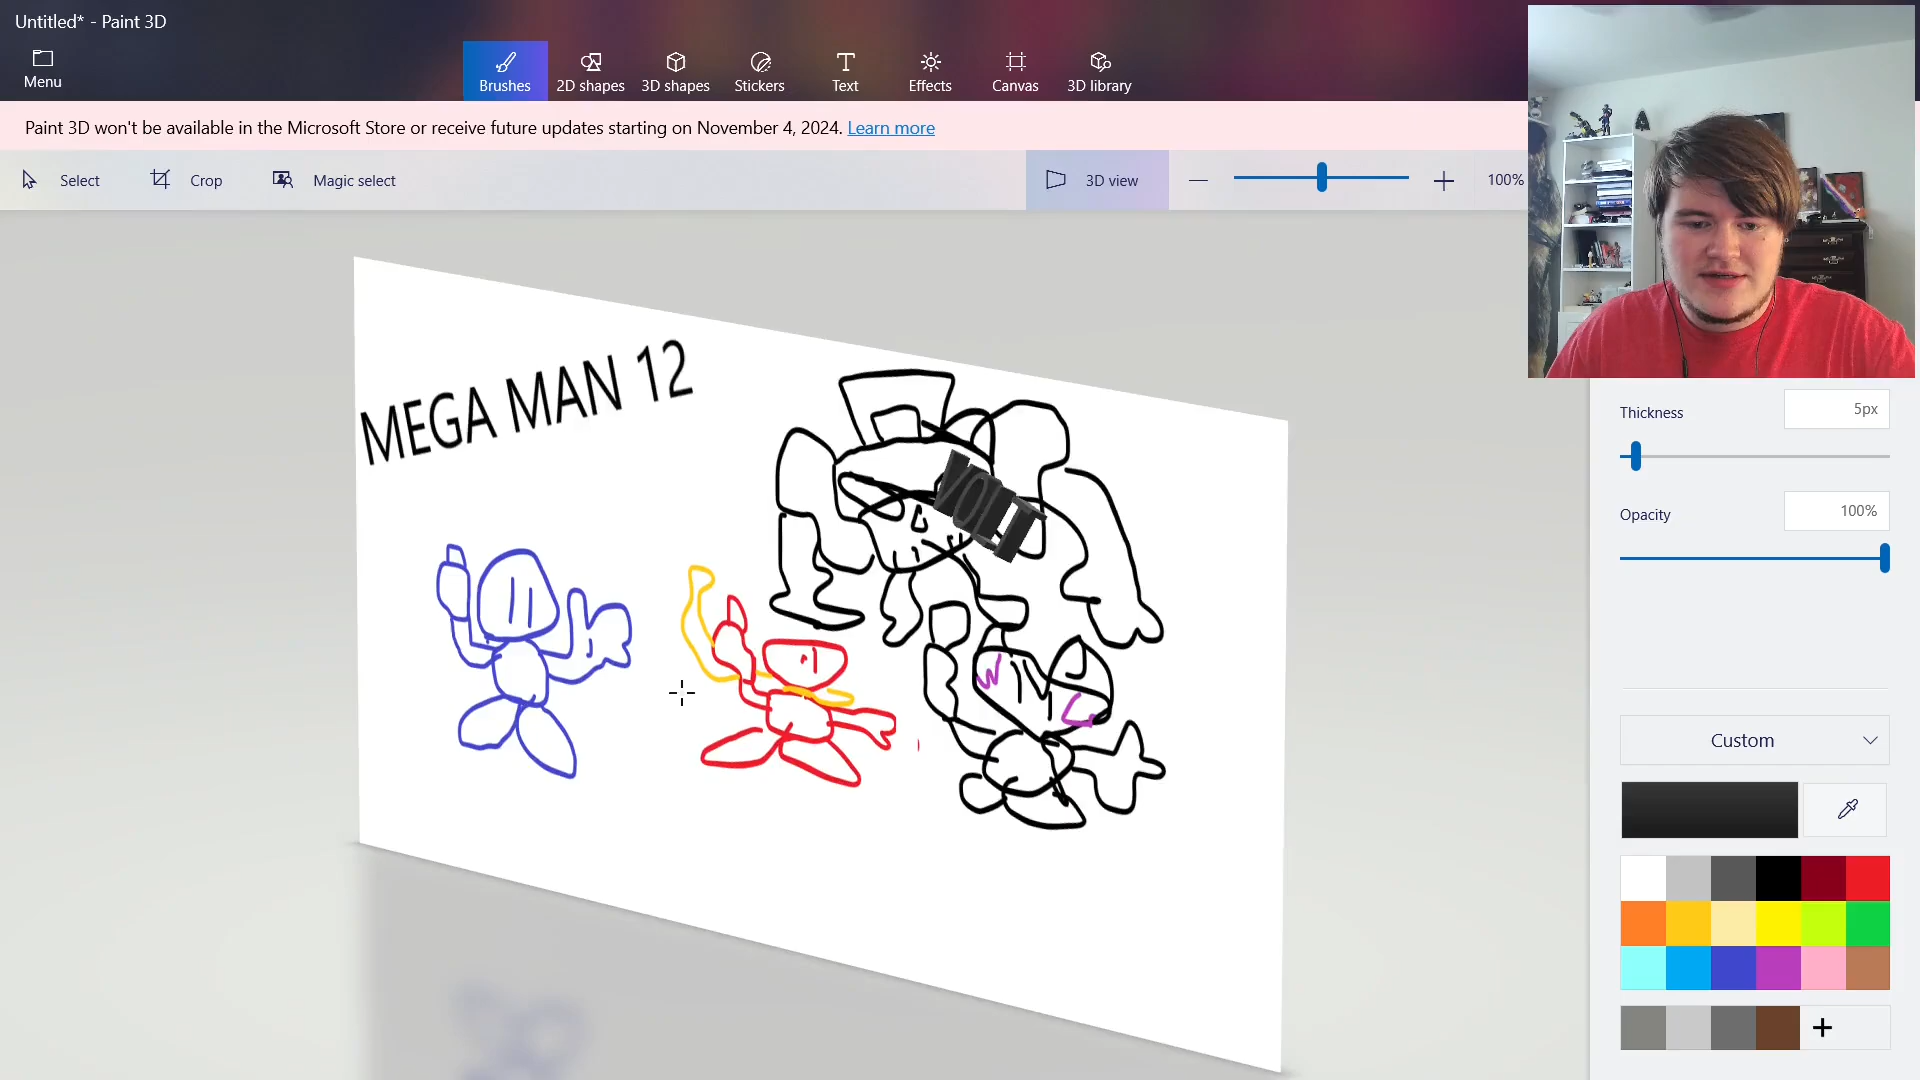 Untitled* - Paint 3D
Menu
Brushes
2D shapes
3D shapes
Stickers
Text
Effects
Canvas
3D library
Paint 3D won't be available in the Microsoft Store or receive future updates starting on November 4, 2024. Learn more
Select
Crop
Magic select
3D view
100%
MEGA MAN 12
VOLT
W
L
Thickness
5px
Opacity
100%
Custom